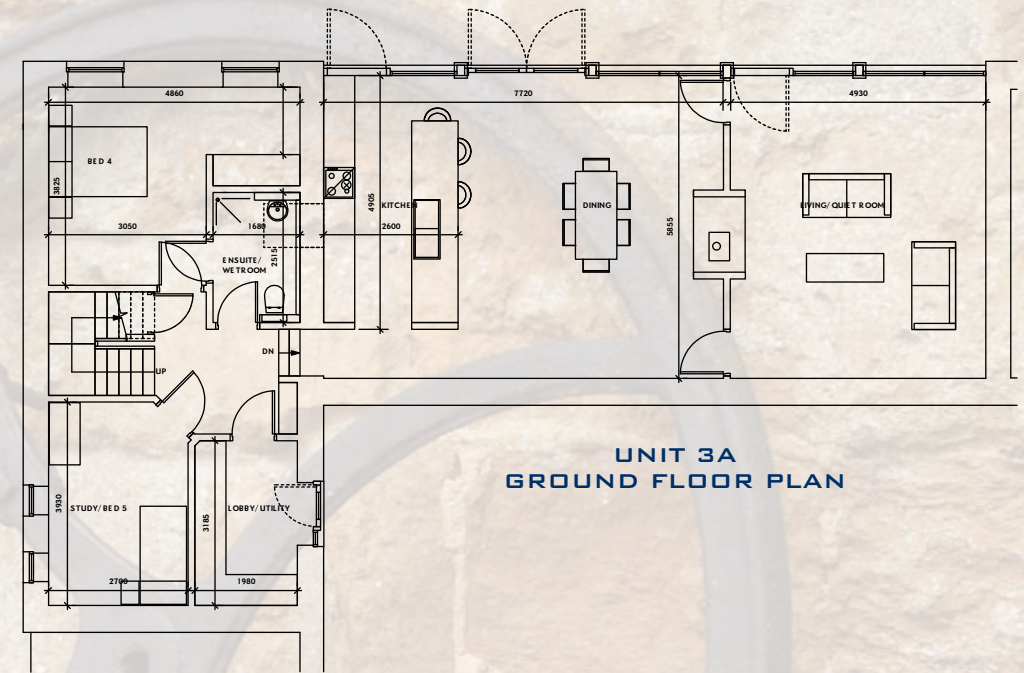 4860
7720
4930
BED 4
3825
4905
KITCHEN
DINING
LIVING/QUIET ROOM
3050
1680
2600
5855
ENSUITE/
WETROOM
2515
DN
UP
UNIT 3A
GROUND FLOOR PLAN
3930
STUDY/BED 5
3185
LOBBY/UTILITY
2700
1980